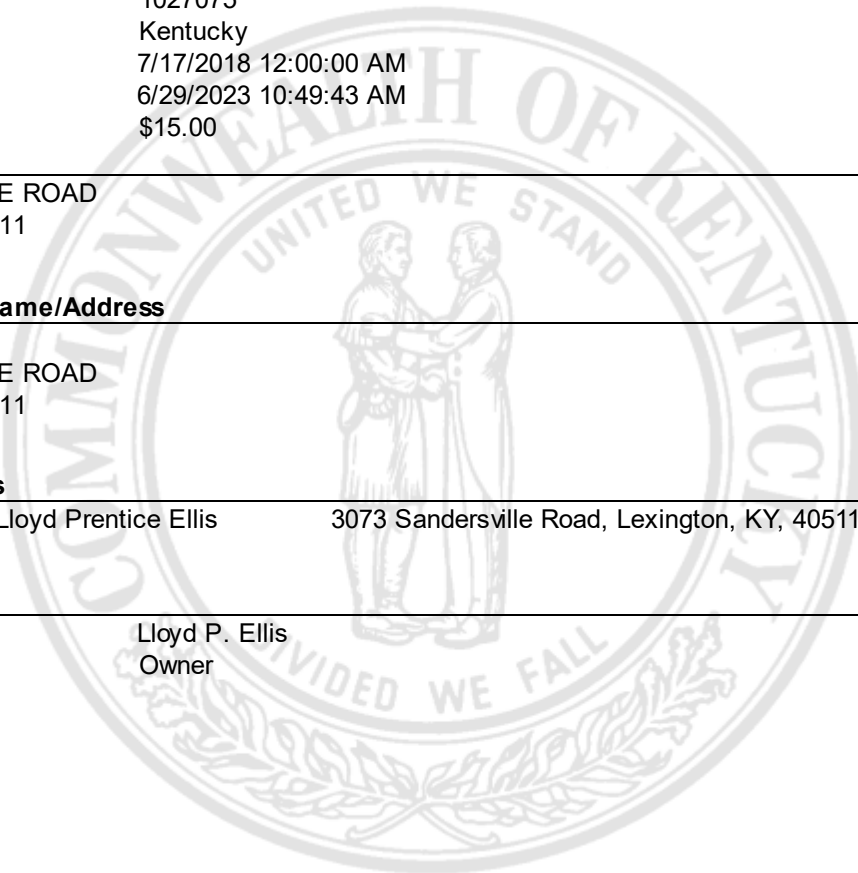 1027075
Kentucky
7/17/2018 12:00:00 AM
6/29/2023 10:49:43 AM
$15.00
E ROAD
11
ame/Address
E ROAD
11
s
Lloyd Prentice Ellis 3073 Sandersville Road, Lexington, KY, 40511
Lloyd P. Ellis
Owner
COMMONWEALTH OF KENTUCKY
UNITED WE STAND
DIVIDED WE FALL